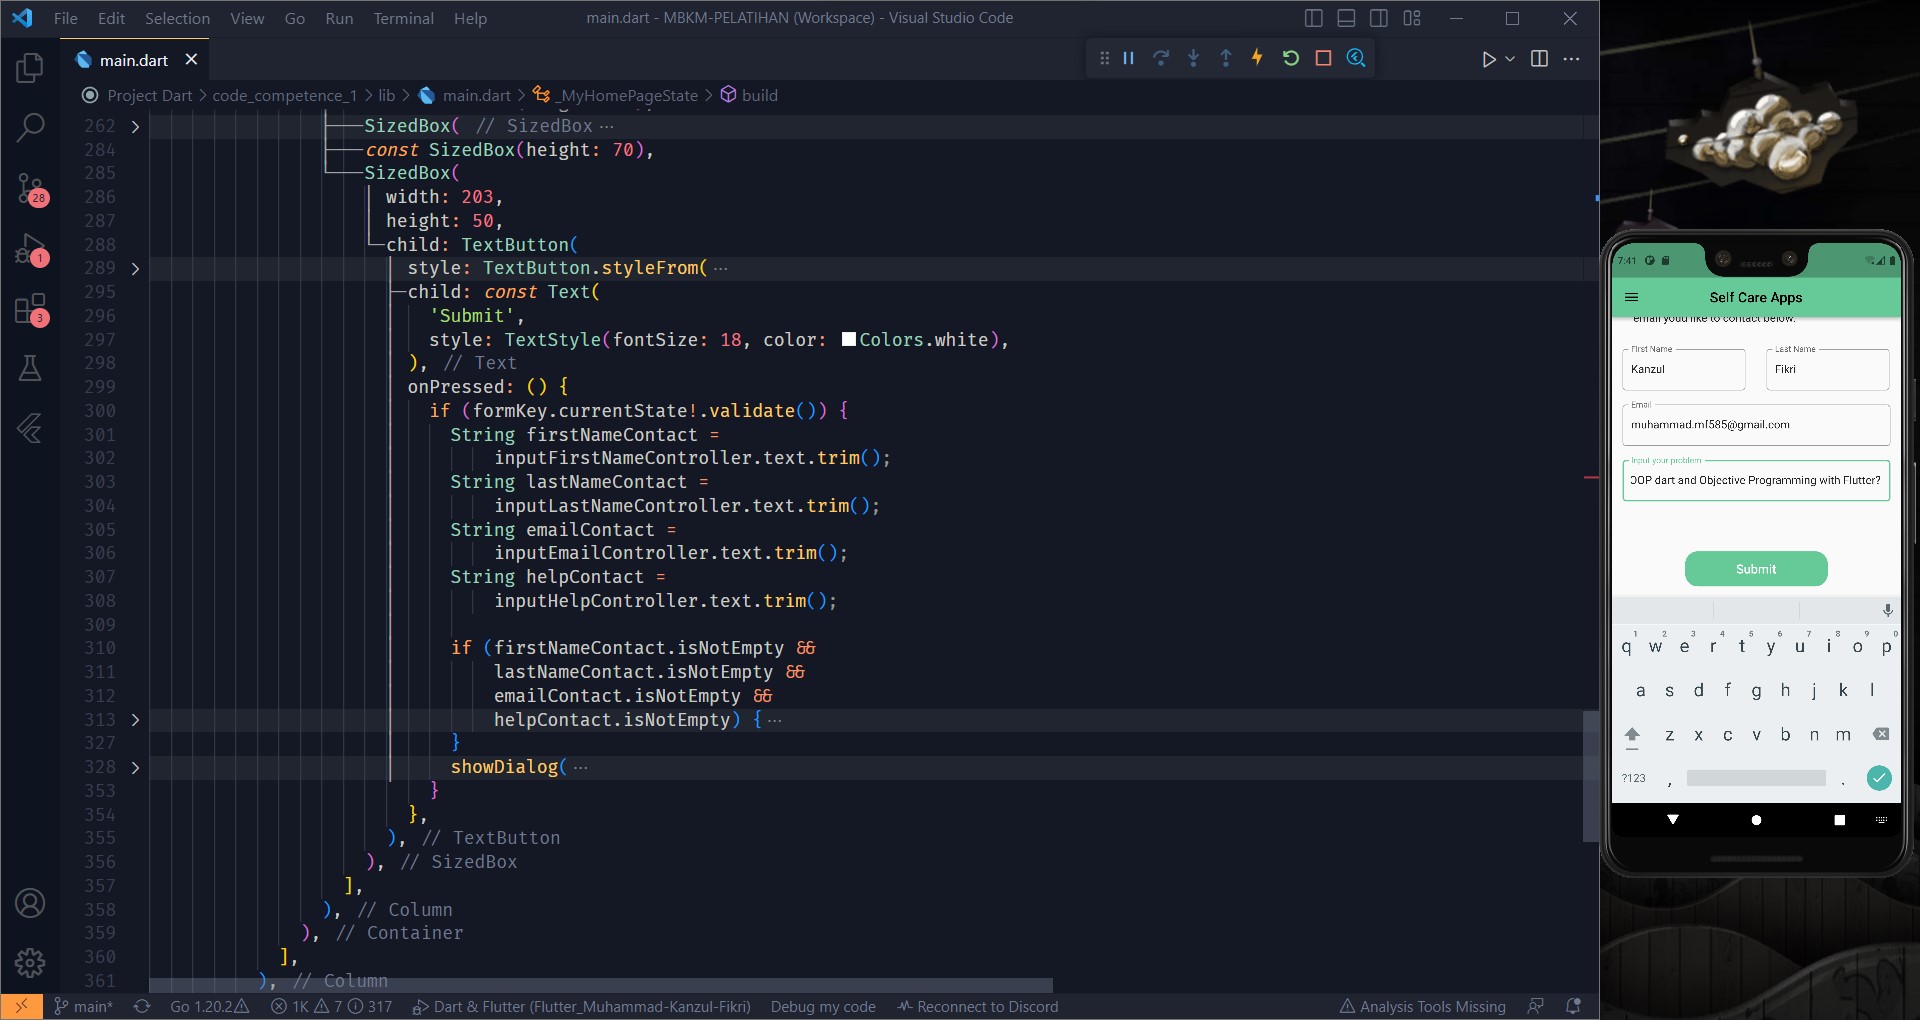 File Edit Selection View Go Run Terminal Help
main.dart - MBKM-PELATIHAN (Workspace) - Visual Studio Code
main.dart
Project Dart > code_competence_1 > lib > main.dart > _MyHomePageState > build
262 SizedBox( // SizedBox ···
284 const SizedBox(height: 70),
285 SizedBox(
286 width: 203,
287 height: 50,
288 child: TextButton(
289 style: TextButton.styleFrom( ···
295 child: const Text(
296 'Submit',
297 style: TextStyle(fontSize: 18, color: Colors.white),
298 ), // Text
299 onPressed: () {
300 if (formKey.currentState!.validate()) {
301 String firstNameContact =
302 inputFirstNameController.text.trim();
303 String lastNameContact =
304 inputLastNameController.text.trim();
305 String emailContact =
306 inputEmailController.text.trim();
307 String helpContact =
308 inputHelpController.text.trim();
309
310 if (firstNameContact.isNotEmpty &&
311 lastNameContact.isNotEmpty &&
312 emailContact.isNotEmpty &&
313 helpContact.isNotEmpty) { ···
327 }
328 showDialog( ···
353 }
354 },
355 ), // TextButton
356 ), // SizedBox
357 ],
358 ), // Column
359 ), // Container
360 ],
361 ), // Column
28
1
3
main* Go 1.20.2 1K 7 317 Dart & Flutter (Flutter_Muhammad-Kanzul-Fikri) Debug my code Reconnect to Discord Analysis Tools Missing
7:41
Self Care Apps
email you'd like to contact below.
First Name Last Name
Kanzul Fikri
Email
muhammad.mf585@gmail.com
Input your problem
OOP dart and Objective Programming with Flutter?
Submit
1 2 3 4 5 6 7 8 9 0
q w e r t y u i o p
a s d f g h j k l
z x c v b n m
?123 , .